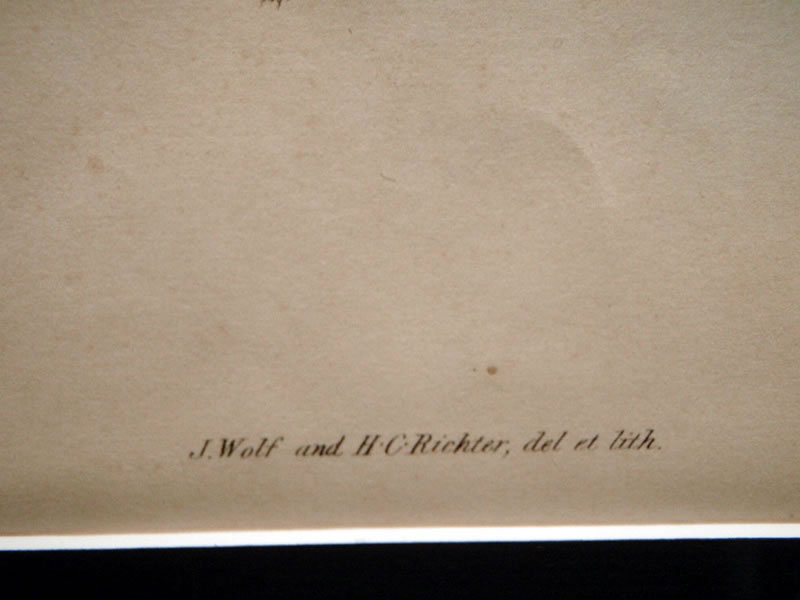 J. Wolf and H. C. Richter, del et lith.